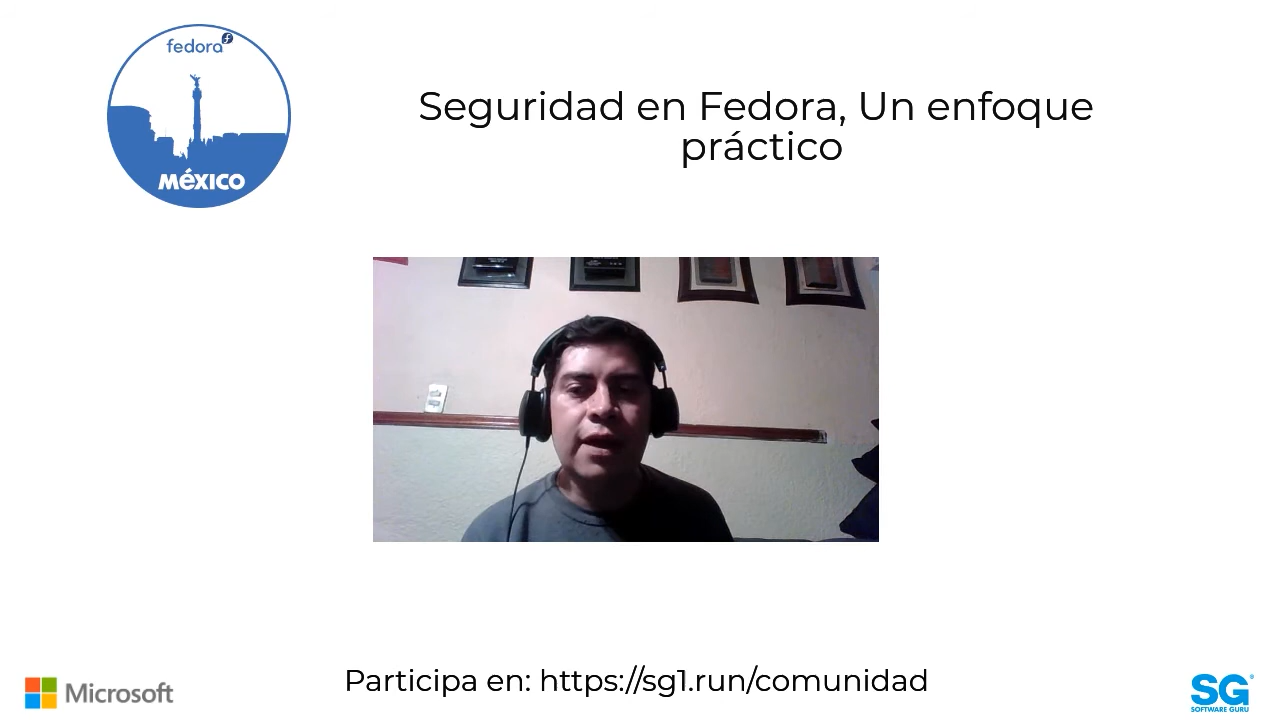 fedora
MéXICO
Seguridad en Fedora, Un enfoque
práctico
Participa en: https://sg1.run/comunidad
Microsoft
SG
SOFTWARE GURU